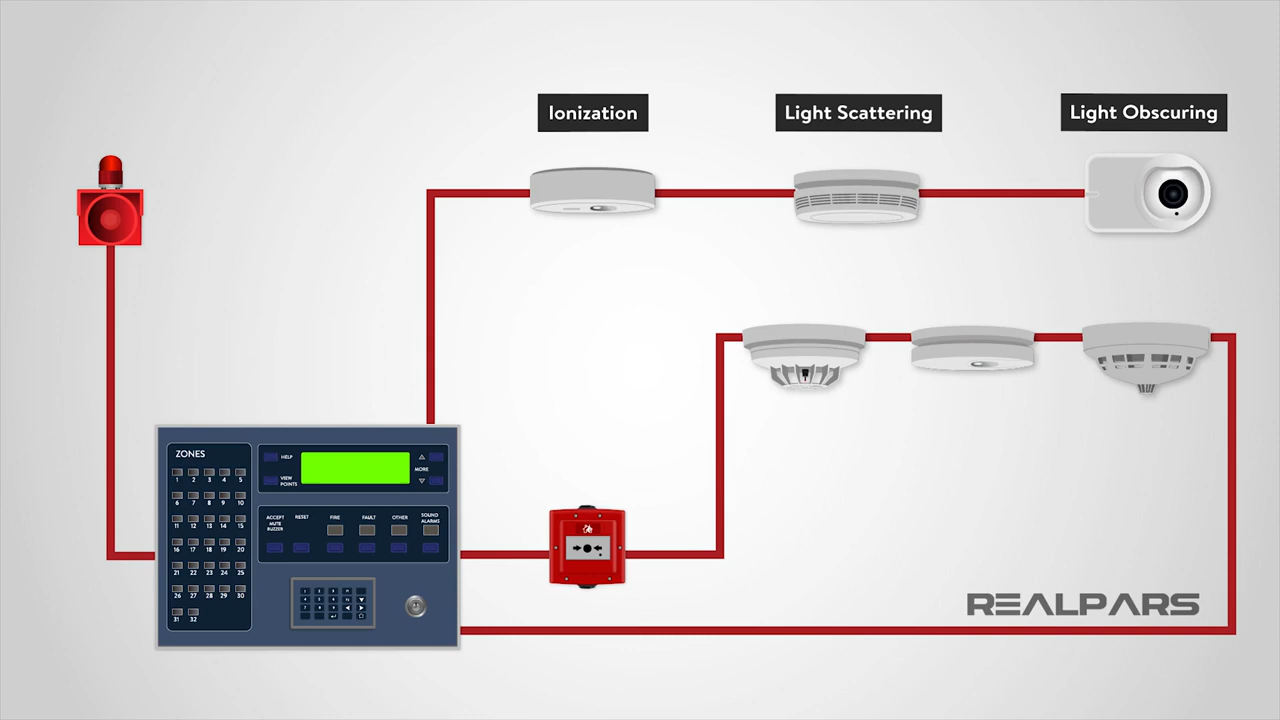 Ionization
Light Scattering
Light Obscuring
ZONES
1 2 3 4 5
6 7 8 9 10
11 12 13 14 15
16 17 18 19 20
21 22 23 24 25
26 27 28 29 30
31 32
HELP
MORE
VIEW
POINTS
ACCEPT
MUTE
BUZZER
RESET
FIRE
FAULT
OTHER
SOUND
ALARMS
REALPARS